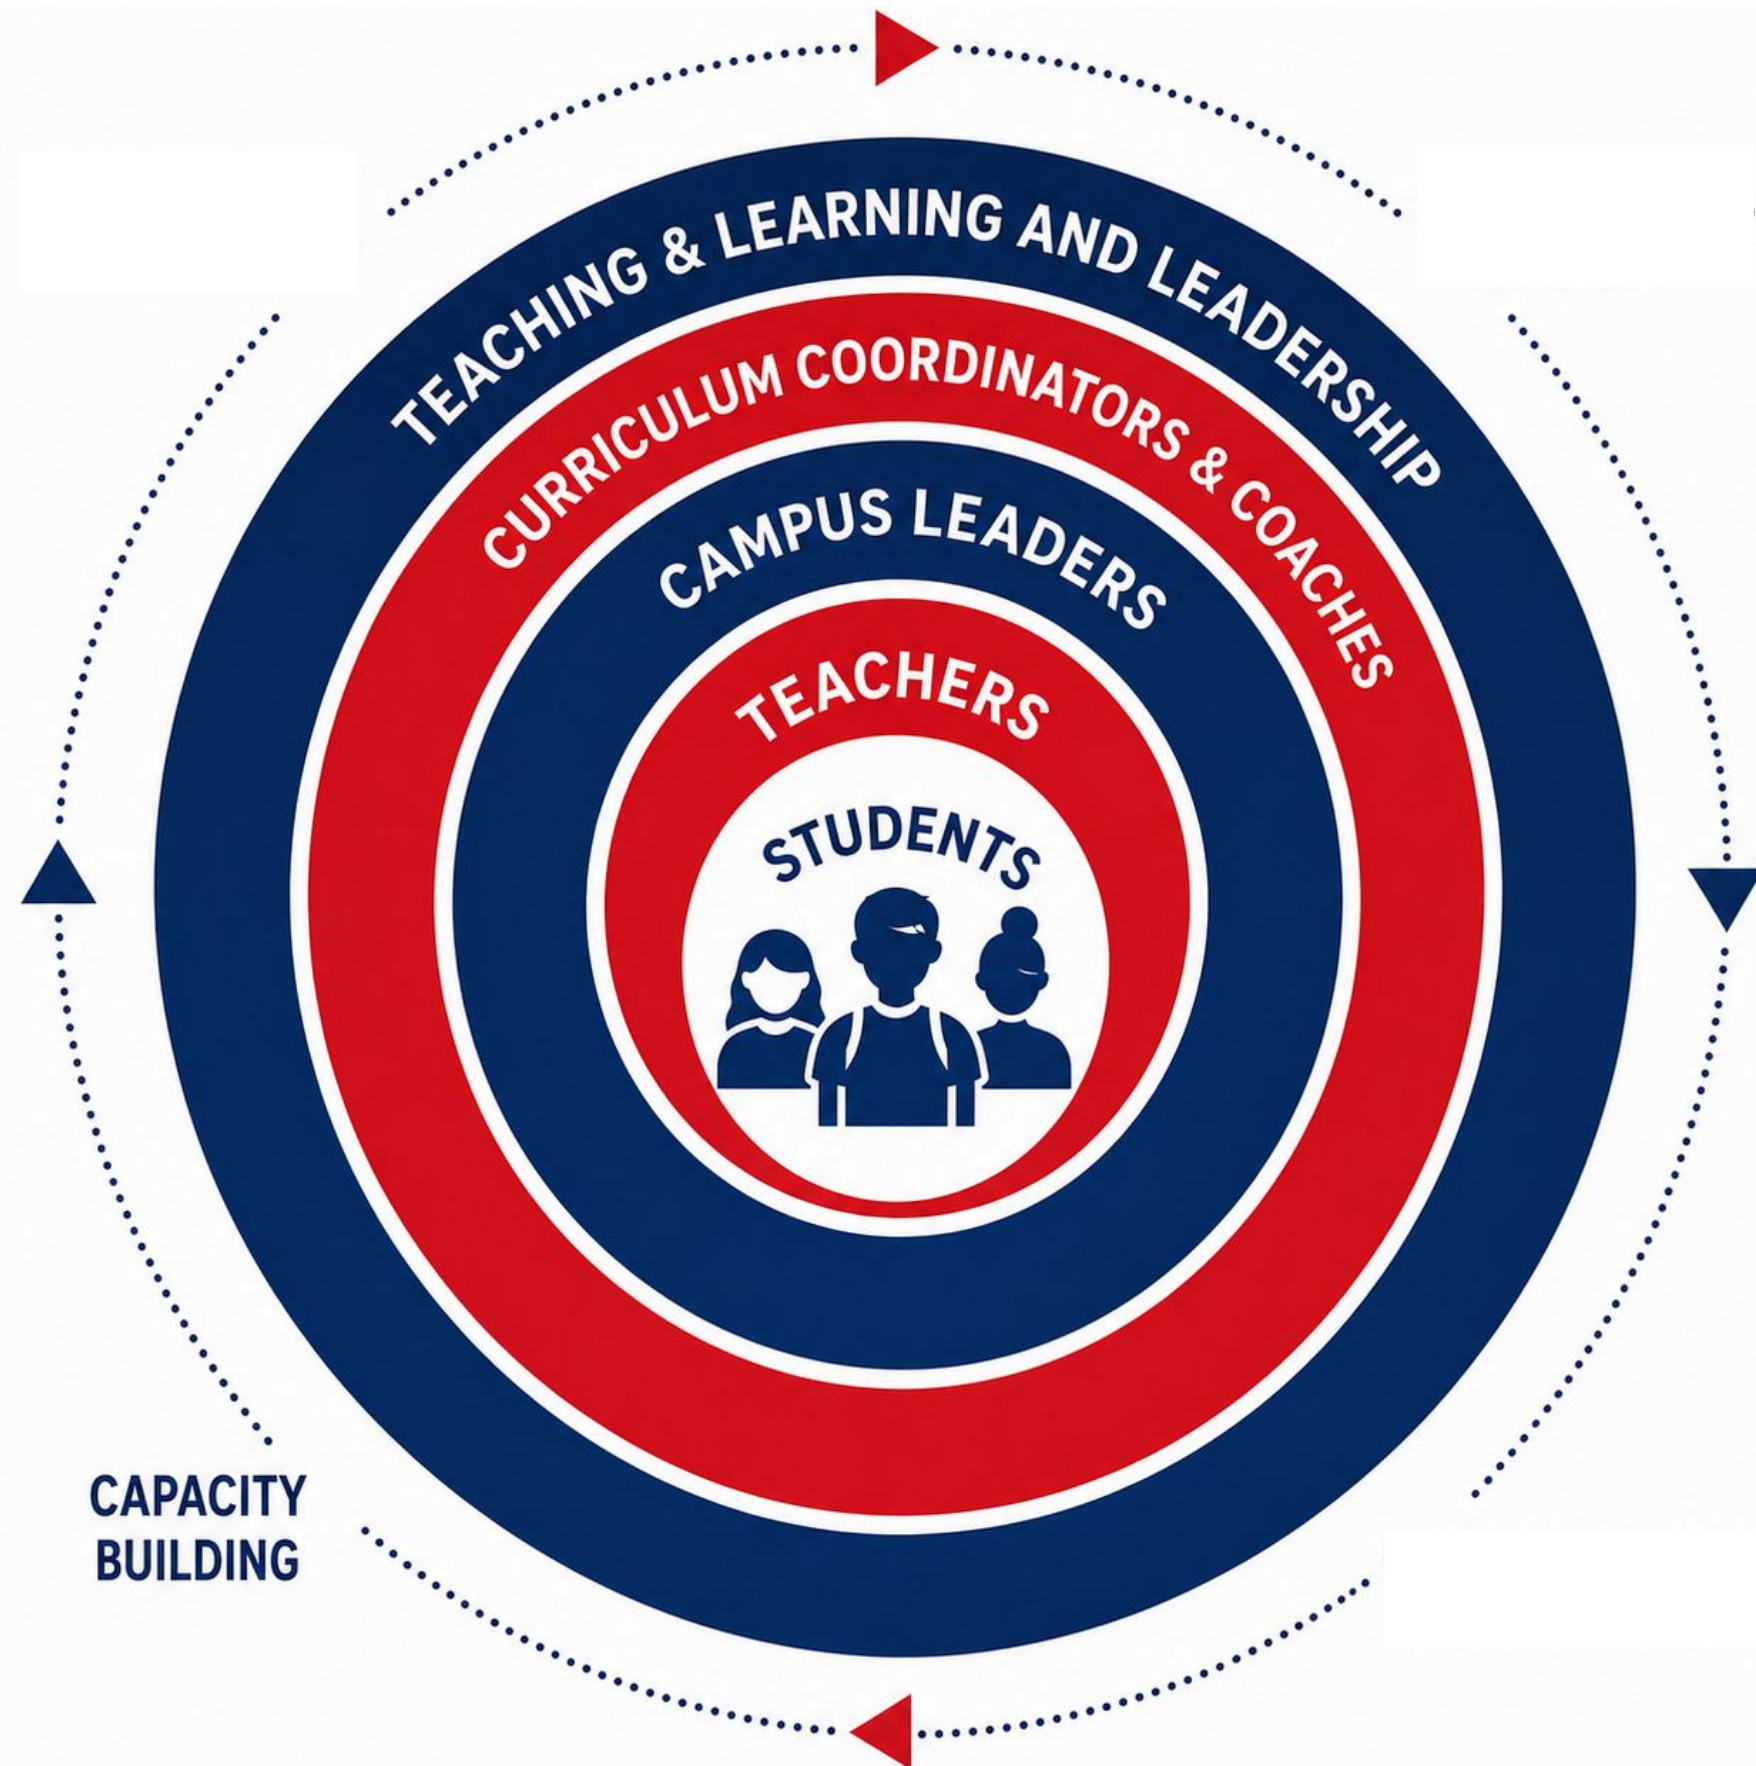 TEACHING & LEARNING AND LEADERSHIP
CURRICULUM COORDINATORS & COACHES
CAMPUS LEADERS
TEACHERS
STUDENTS
CAPACITY
BUILDING